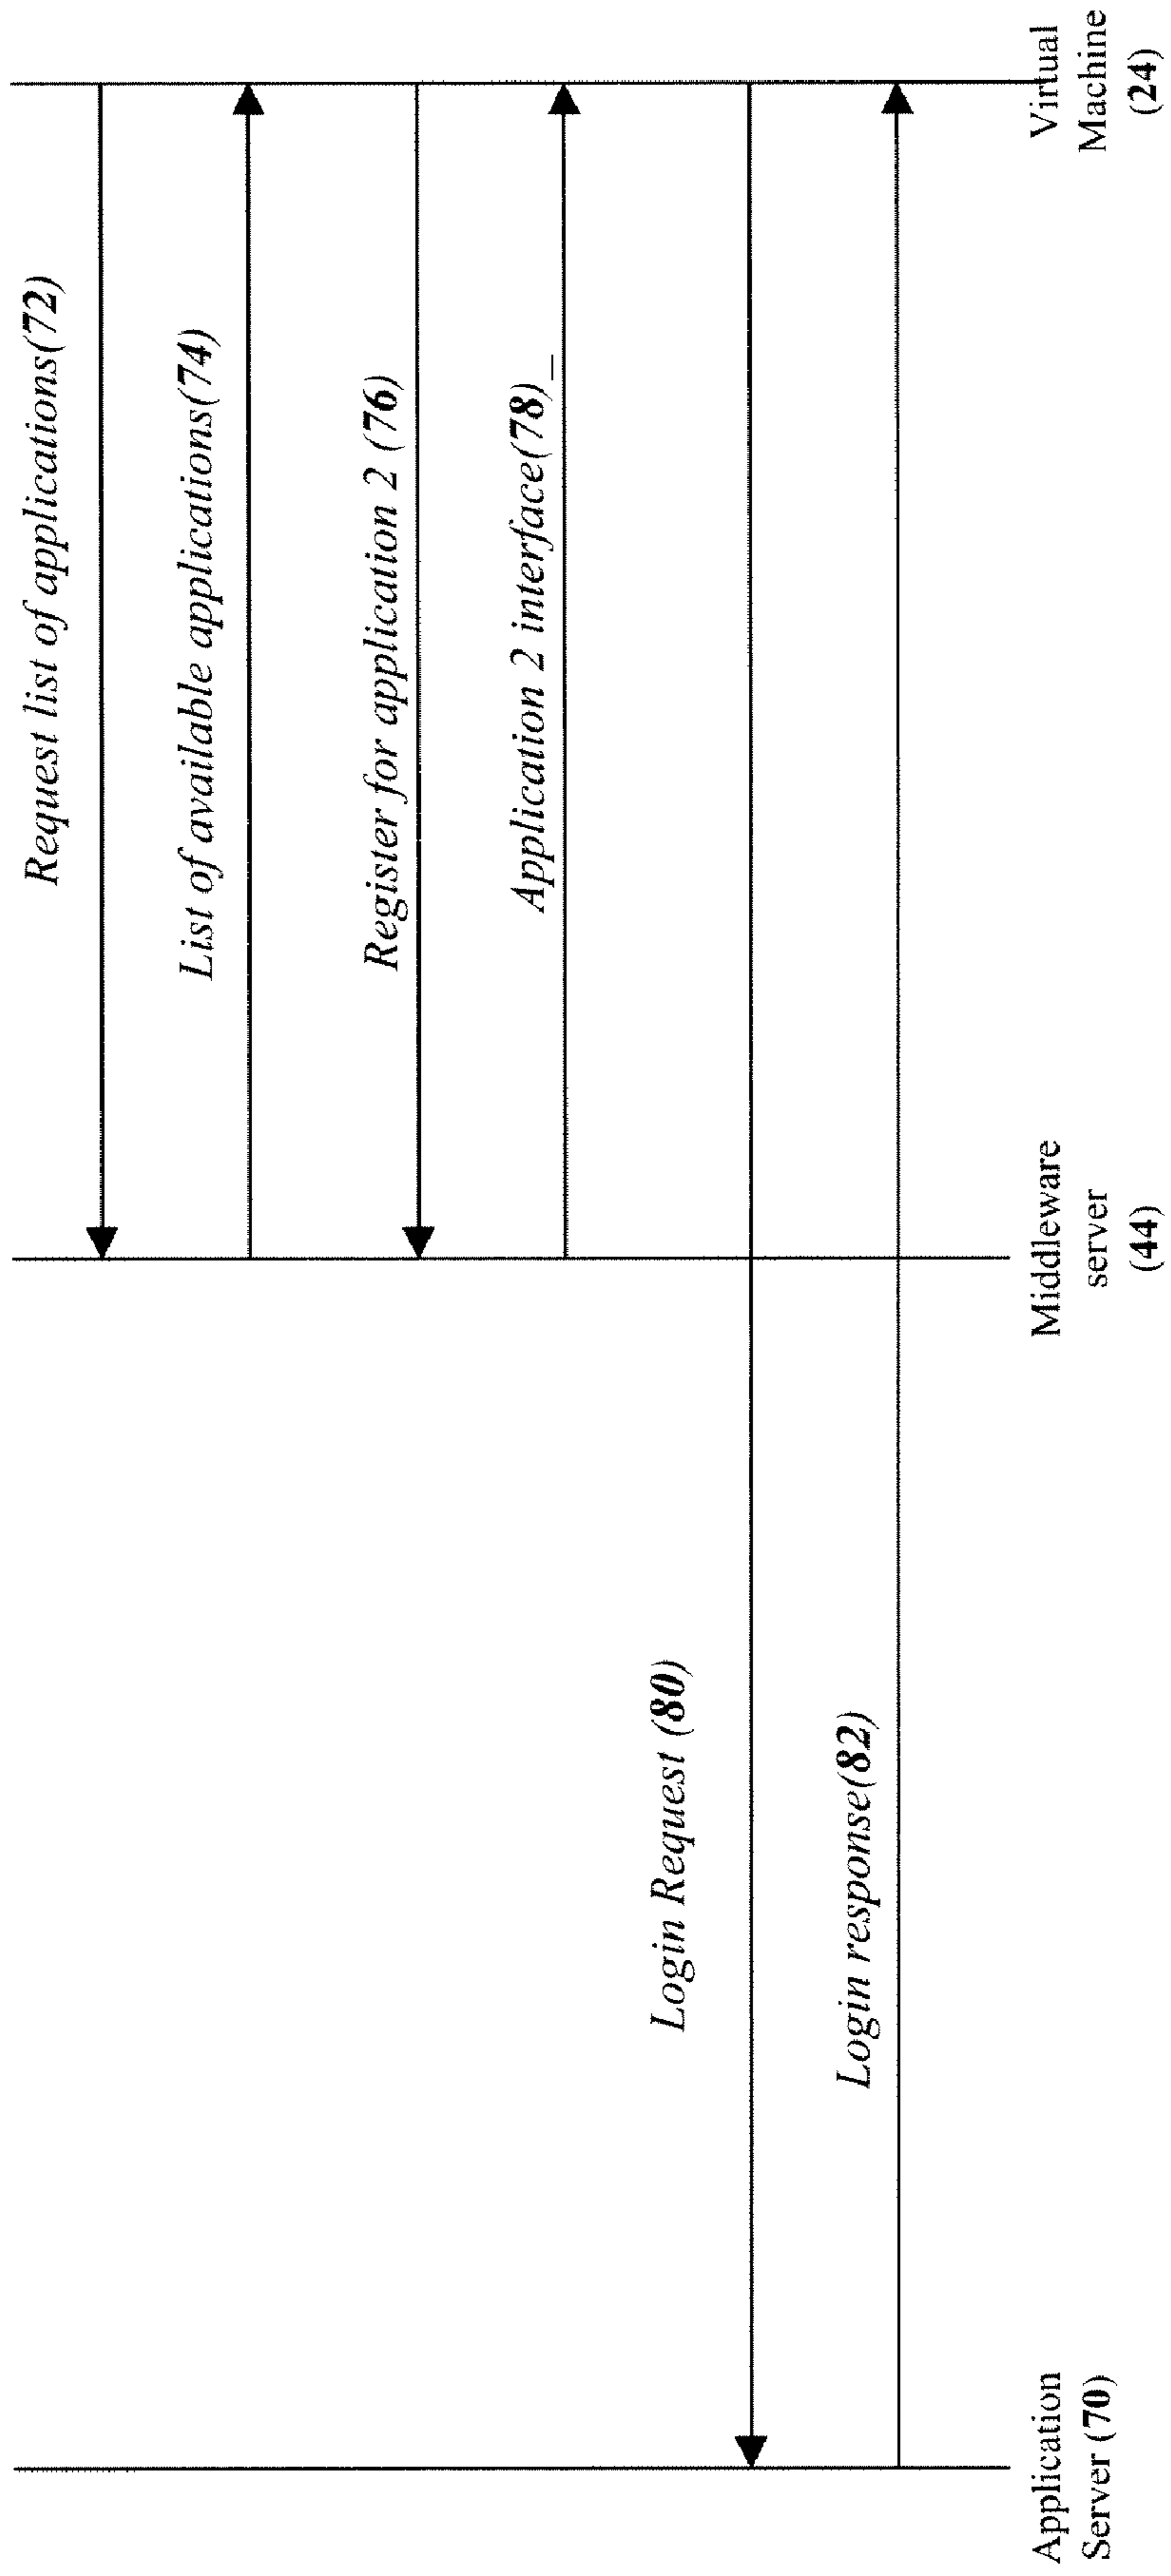 Request list of applications(72)
List of available applications(74)
Register for application 2 (76)
Application 2 interface(78)_
Login Request (80)
Login response(82)
Application
Server (70)
Middleware
server
(44)
Virtual
Machine
(24)